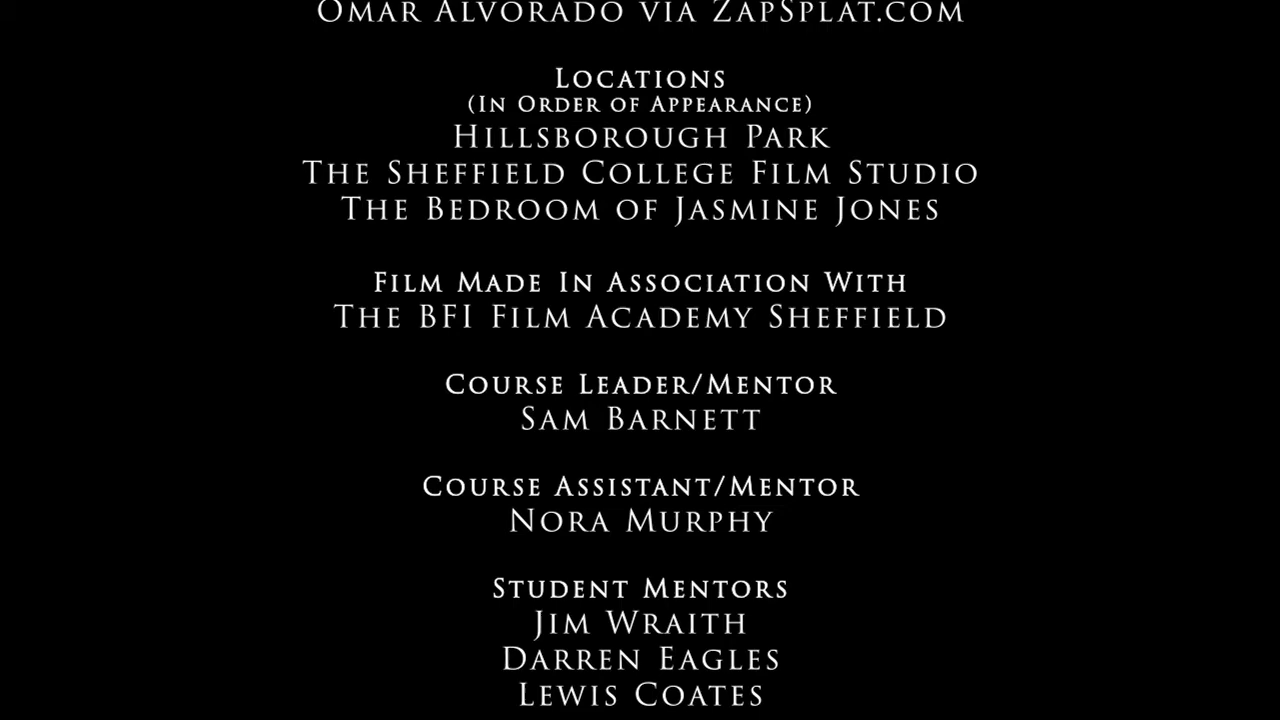 Omar Alvorado via ZapSplat.com
Locations
(In Order of Appearance)
Hillsborough Park
The Sheffield College Film Studio
The Bedroom of Jasmine Jones
Film Made In Association With
The BFI Film Academy Sheffield
Course Leader/Mentor
Sam Barnett
Course Assistant/Mentor
Nora Murphy
Student Mentors
Jim Wraith
Darren Eagles
Lewis Coates